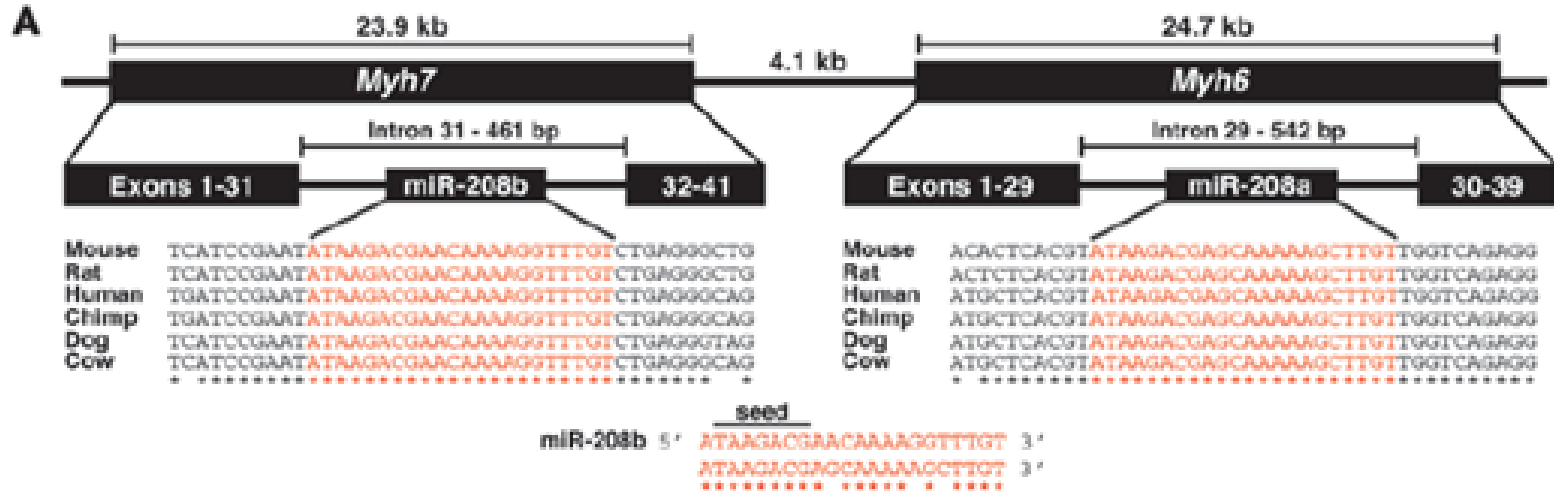 A
23.9 kb 24.7 kb
4.1 kb
Myh7 Myh6
Intron 31 - 461 bp Intron 29 - 542 bp
Exons 1-31 miR-208b 32-41 Exons 1-29 miR-208a 30-39
Mouse TCATCCGAATATAAGACGAACAAAAGGTTTGTCTGAGGGCTG Mouse ACACTCACGTATAAGACGAGCAAAAAGCTTGTTGGTCAGAGG
Rat TCATCCGAATATAAGACGAACAAAAGGTTTGTCTGAGGGCTG Rat ACTCTCACGTATAAGACGAGCAAAAAGCTTGTTGGTCAGAGG
Human TGATCCGAATATAAGACGAACAAAAGGTTTGTCTGAGGGCAG Human ATGCTCACGTATAAGACGAGCAAAAAGCTTGTTGGTCAGAGG
Chimp TGATCCGAATATAAGACGAACAAAAGGTTTGTCTGAGGGCAG Chimp ATGCTCACGTATAAGACGAGCAAAAAGCTTGTTGGTCAGAGG
Dog TCATCCGAATATAAGACGAACAAAAGGTTTGTCTGAGGGTAG Dog ATGCTCACGTATAAGACGAGCAAAAAGCTTGTTGGTCAGAGG
Cow TCATCCGAATATAAGACGAACAAAAGGTTTGTCTGAGGGCAG Cow ATGCTCACGTATAAGACGAGCAAAAAGCTTGTTGGTCAGAGG
* ************************************* * * ***************************************
seed
miR-208b 5' ATAAGACGAACAAAAGGTTTGT 3'
ATAAGACGAGCAAAAAGCTTGT 3'
********* ***** * ****